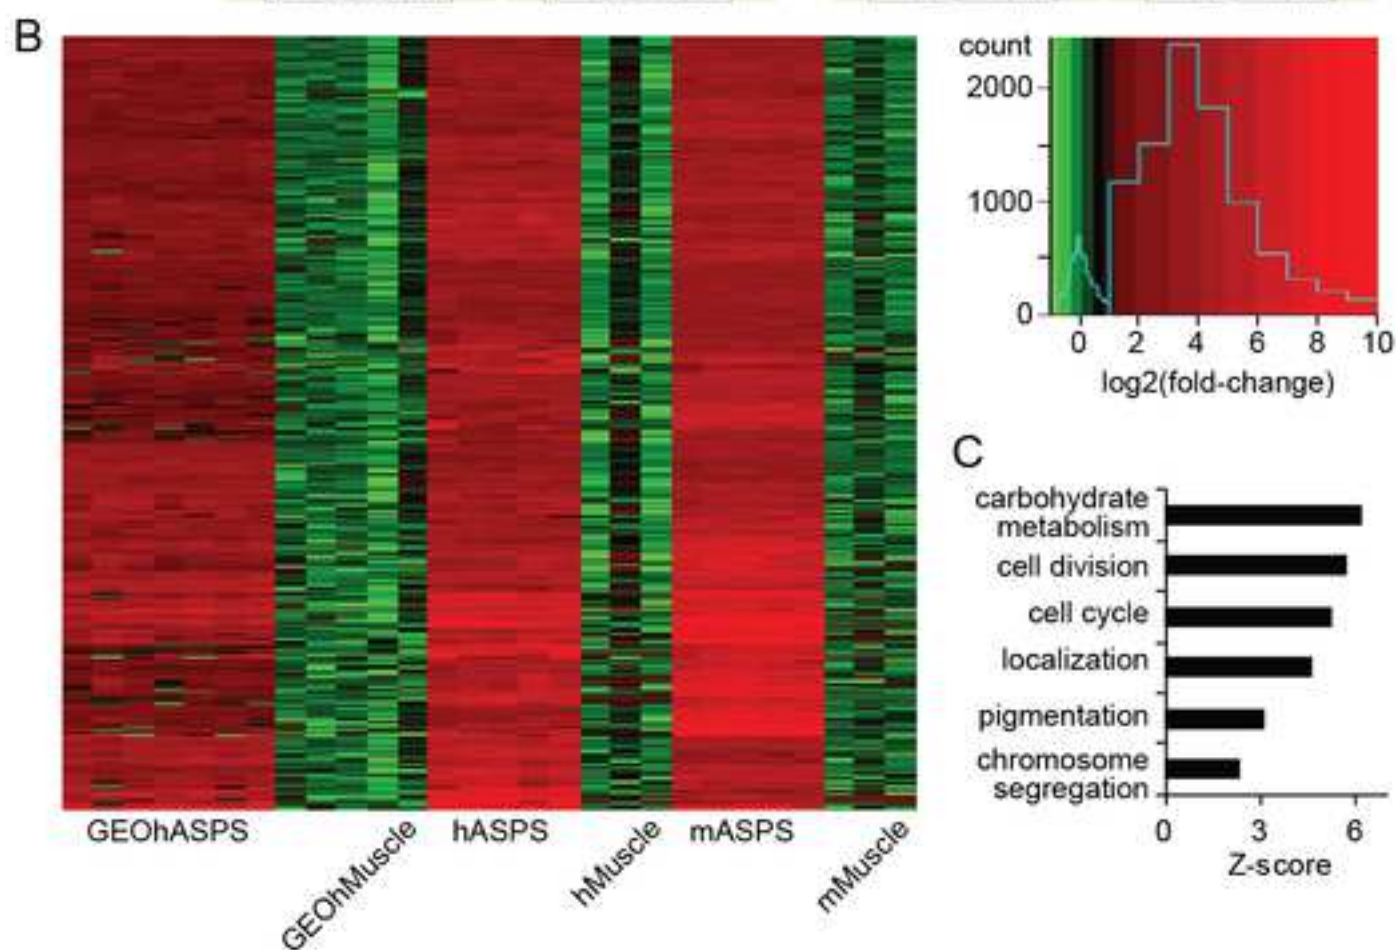 B
count
2000
1000
0
0 2 4 6 8 10
log2(fold-change)
GEOhASPS
GEOhMuscle
hASPS
hMuscle
mASPS
mMuscle
C
carbohydrate
metabolism
cell division
cell cycle
localization
pigmentation
chromosome
segregation
0 3 6
Z-score